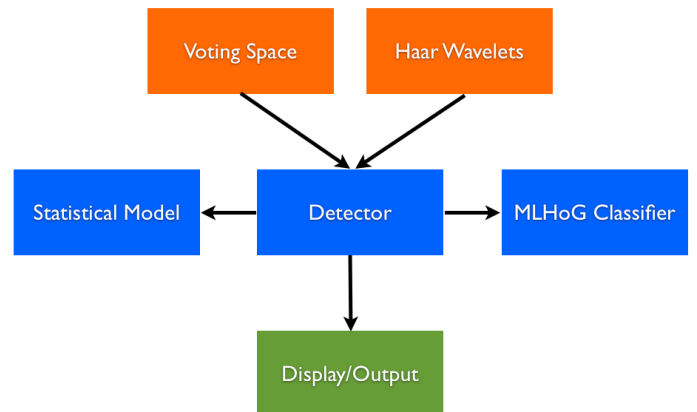 Voting Space
Haar Wavelets
Statistical Model
Detector
MLHoG Classifier
Display/Output